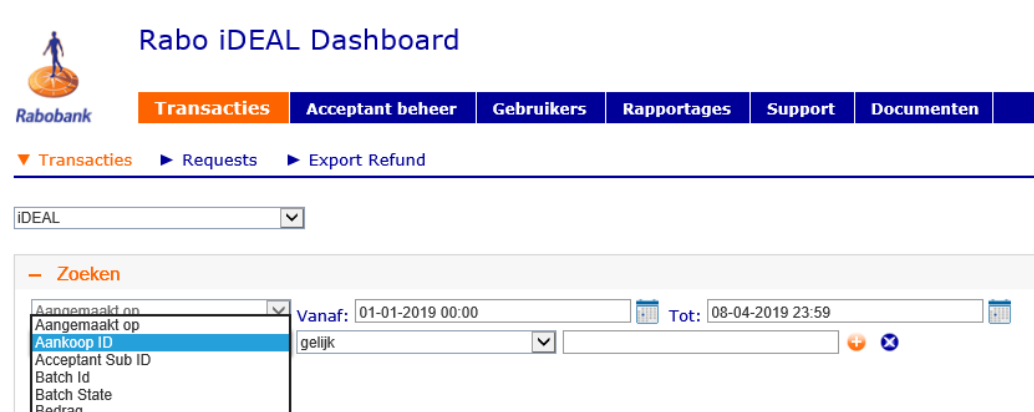 Rabo iDEAL Dashboard
Rabobank
Transacties Acceptant beheer Gebruikers Rapportages Support Documenten
Transacties Requests Export Refund
iDEAL
Zoeken
Aangemaakt op Vanaf: 01-01-2019 00:00 Tot: 08-04-2019 23:59
Aangemaakt op
Aankoop ID gelijk
Acceptant Sub ID
Batch Id
Batch State
Bedrag